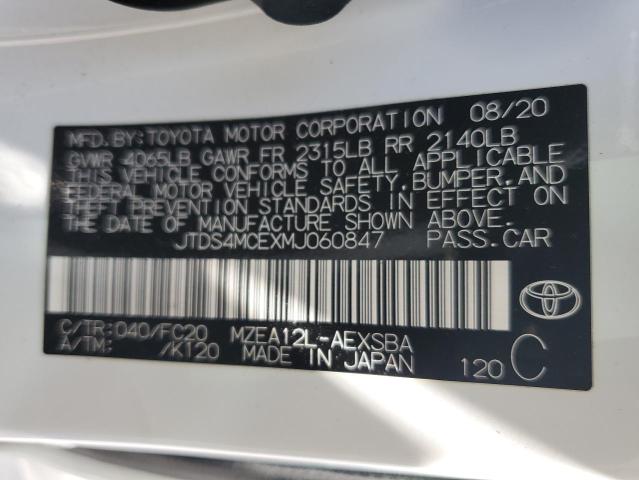 MFD.BY:TOYOTA MOTOR CORPORATION 08/20
GVWR 4065LB GAWR FR 2315LB RR 2140LB
THIS VEHICLE CONFORMS TO ALL APPLICABLE
FEDERAL MOTOR VEHICLE SAFETY,BUMPER,AND
THEFT PREVENTION STANDARDS IN EFFECT ON
THE DATE OF MANUFACTURE SHOWN ABOVE.
JTDS4MCEXMJ060847 PASS.CAR
C/TR:040/FC20 MZEA12L-AEXSBA
A/TM: /K120 MADE IN JAPAN 120 C